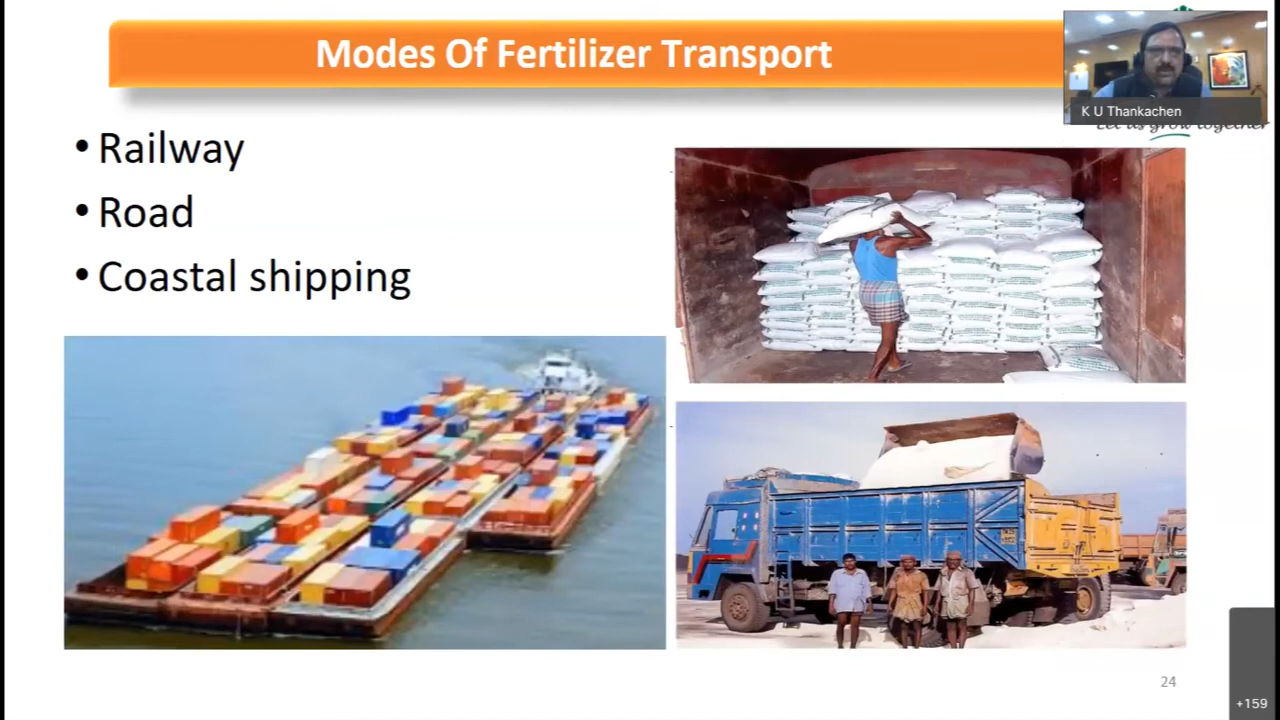 Modes Of Fertilizer Transport
K U Thankachen
Let us grow together
• Railway
• Road
• Coastal shipping
24
+159